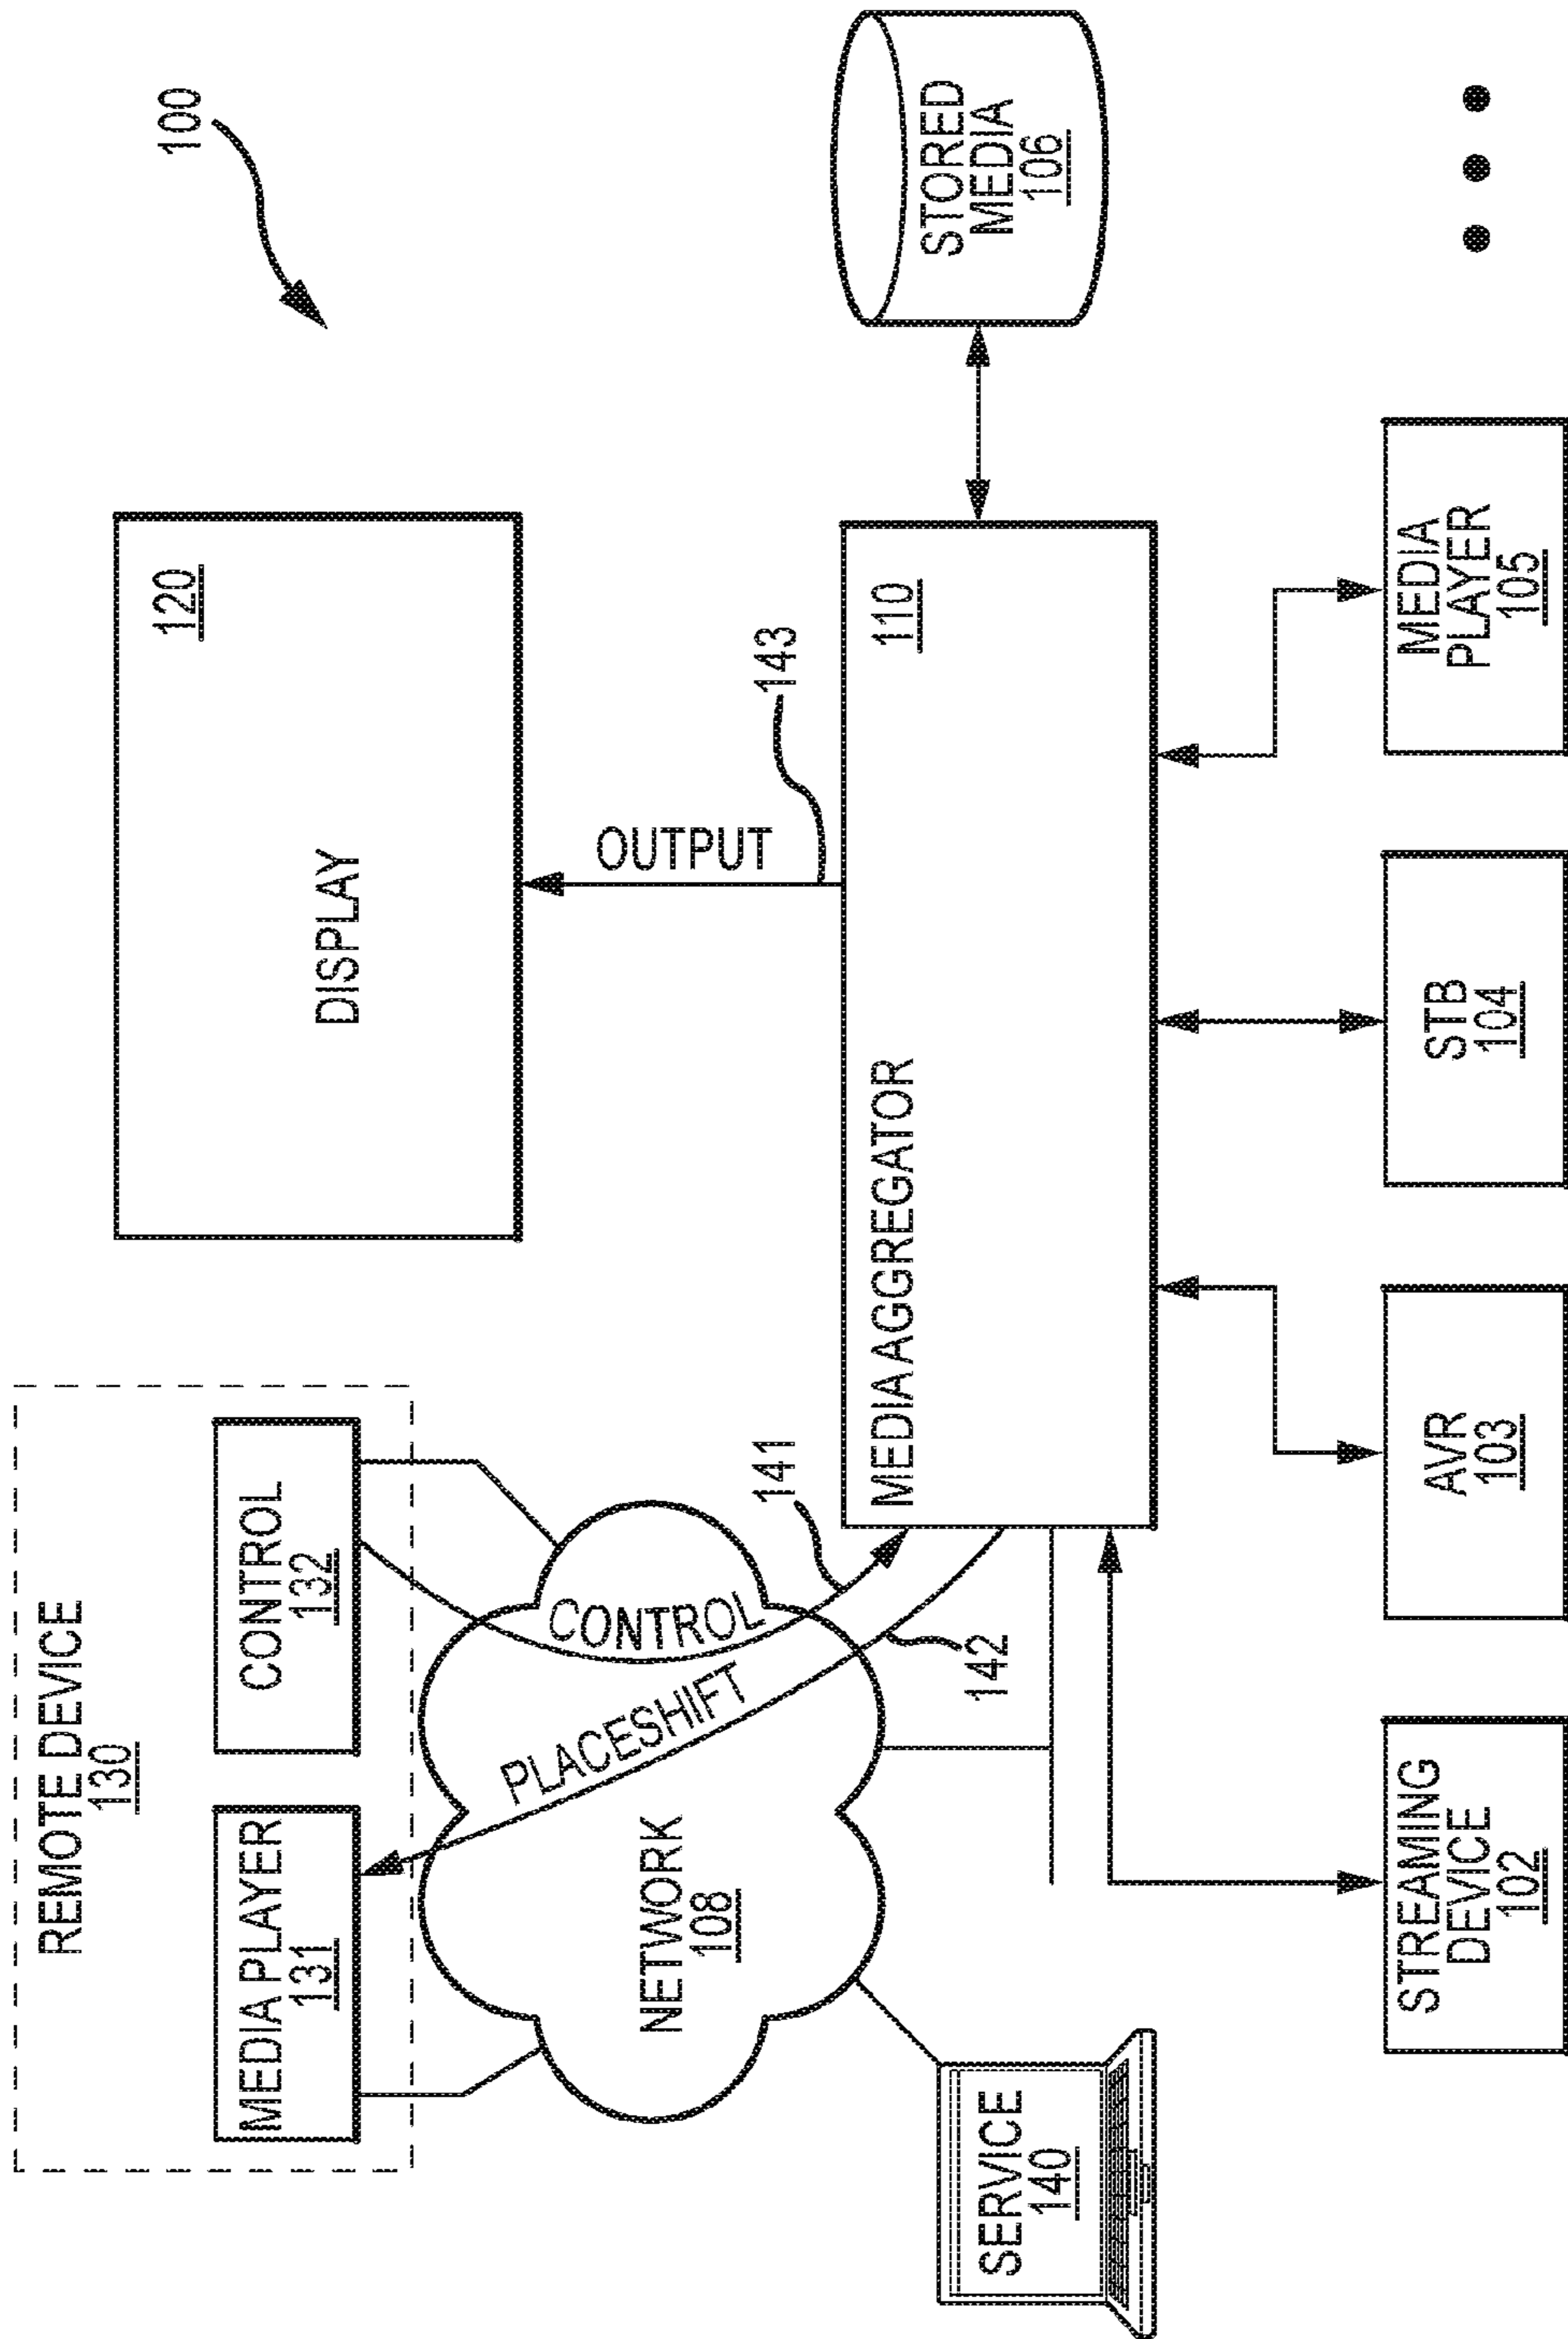 100
REMOTE DEVICE
130
MEDIA PLAYER
131
CONTROL
132
DISPLAY
120
OUTPUT
143
CONTROL
141
PLACESHIFT
142
NETWORK
108
SERVICE
140
MEDIA AGGREGATOR
110
STORED
MEDIA
106
STREAMING
DEVICE
102
AVR
103
STB
104
MEDIA
PLAYER
105